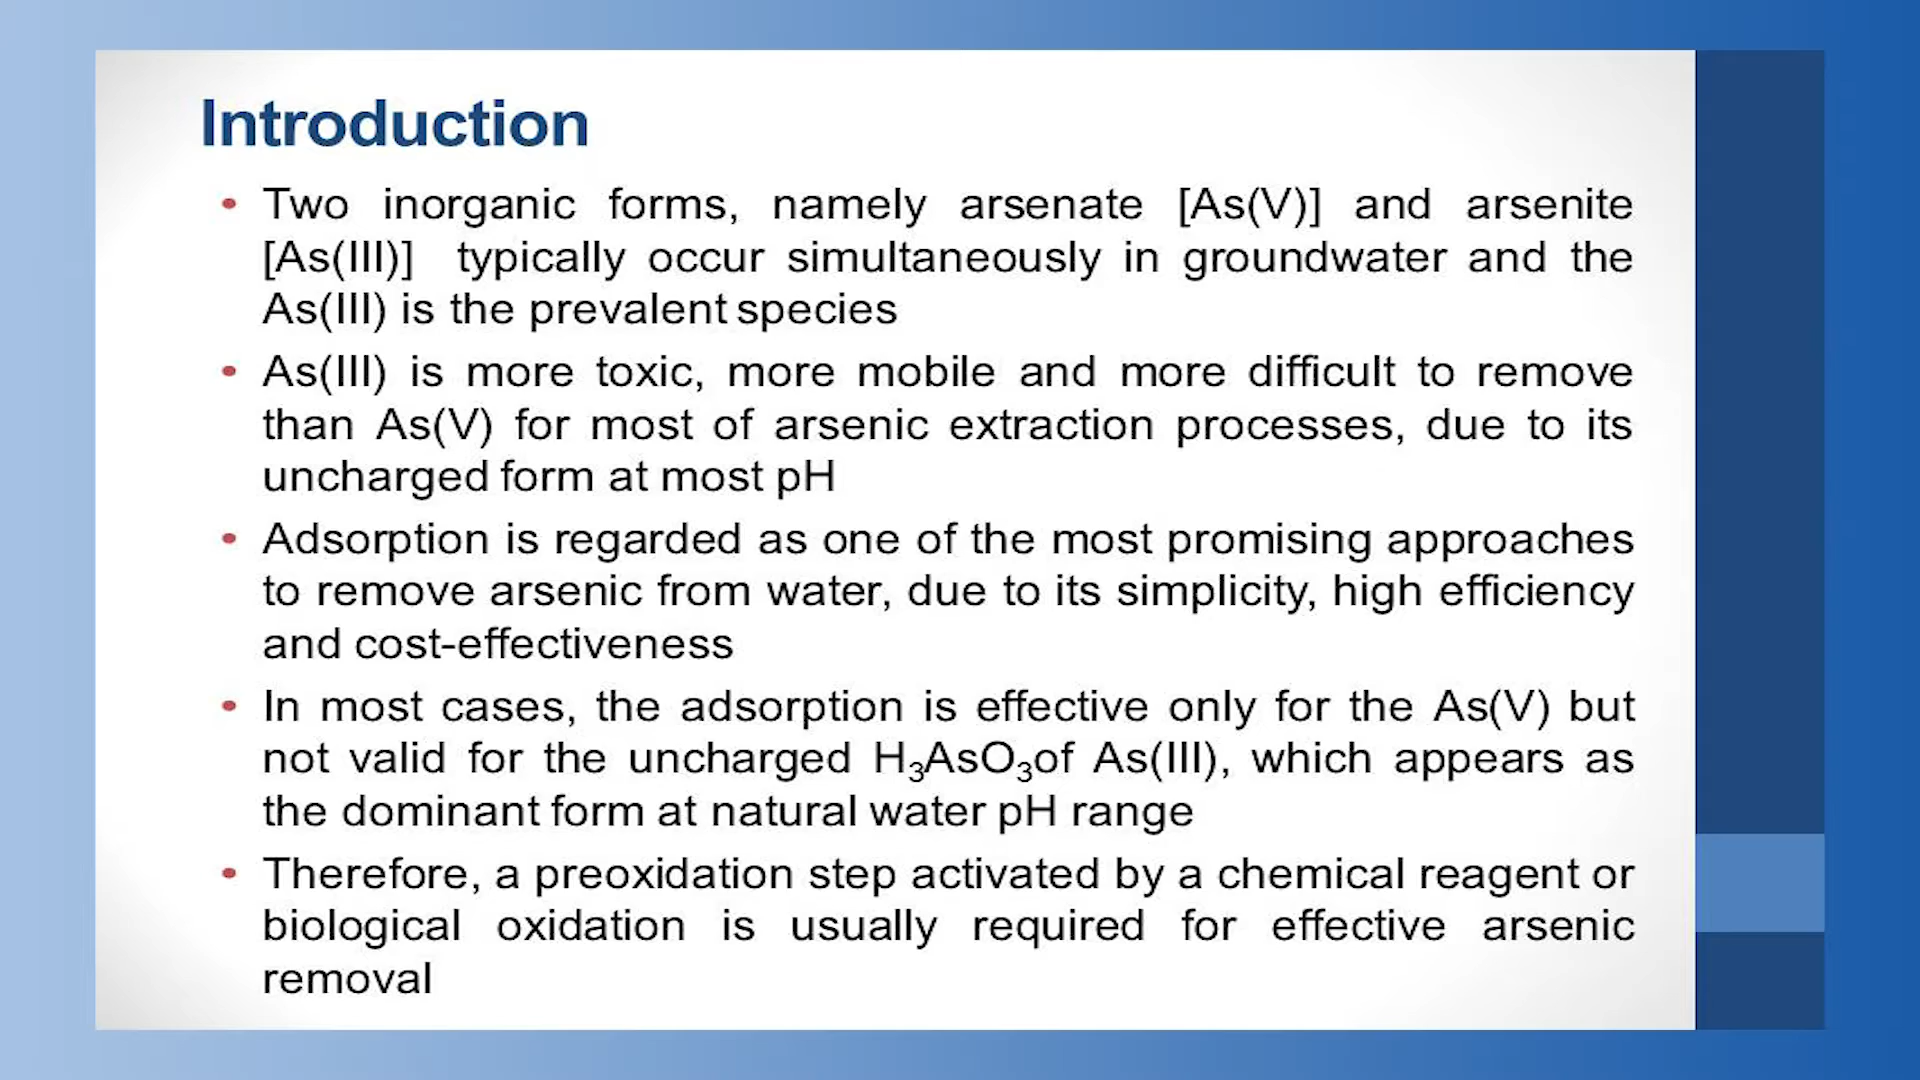 Introduction
• Two inorganic forms, namely arsenate [As(V)] and arsenite
[As(III)] typically occur simultaneously in groundwater and the
As(III) is the prevalent species
• As(III) is more toxic, more mobile and more difficult to remove
than As(V) for most of arsenic extraction processes, due to its
uncharged form at most pH
• Adsorption is regarded as one of the most promising approaches
to remove arsenic from water, due to its simplicity, high efficiency
and cost-effectiveness
• In most cases, the adsorption is effective only for the As(V) but
not valid for the uncharged H₃AsO₃of As(III), which appears as
the dominant form at natural water pH range
• Therefore, a preoxidation step activated by a chemical reagent or
biological oxidation is usually required for effective arsenic
removal